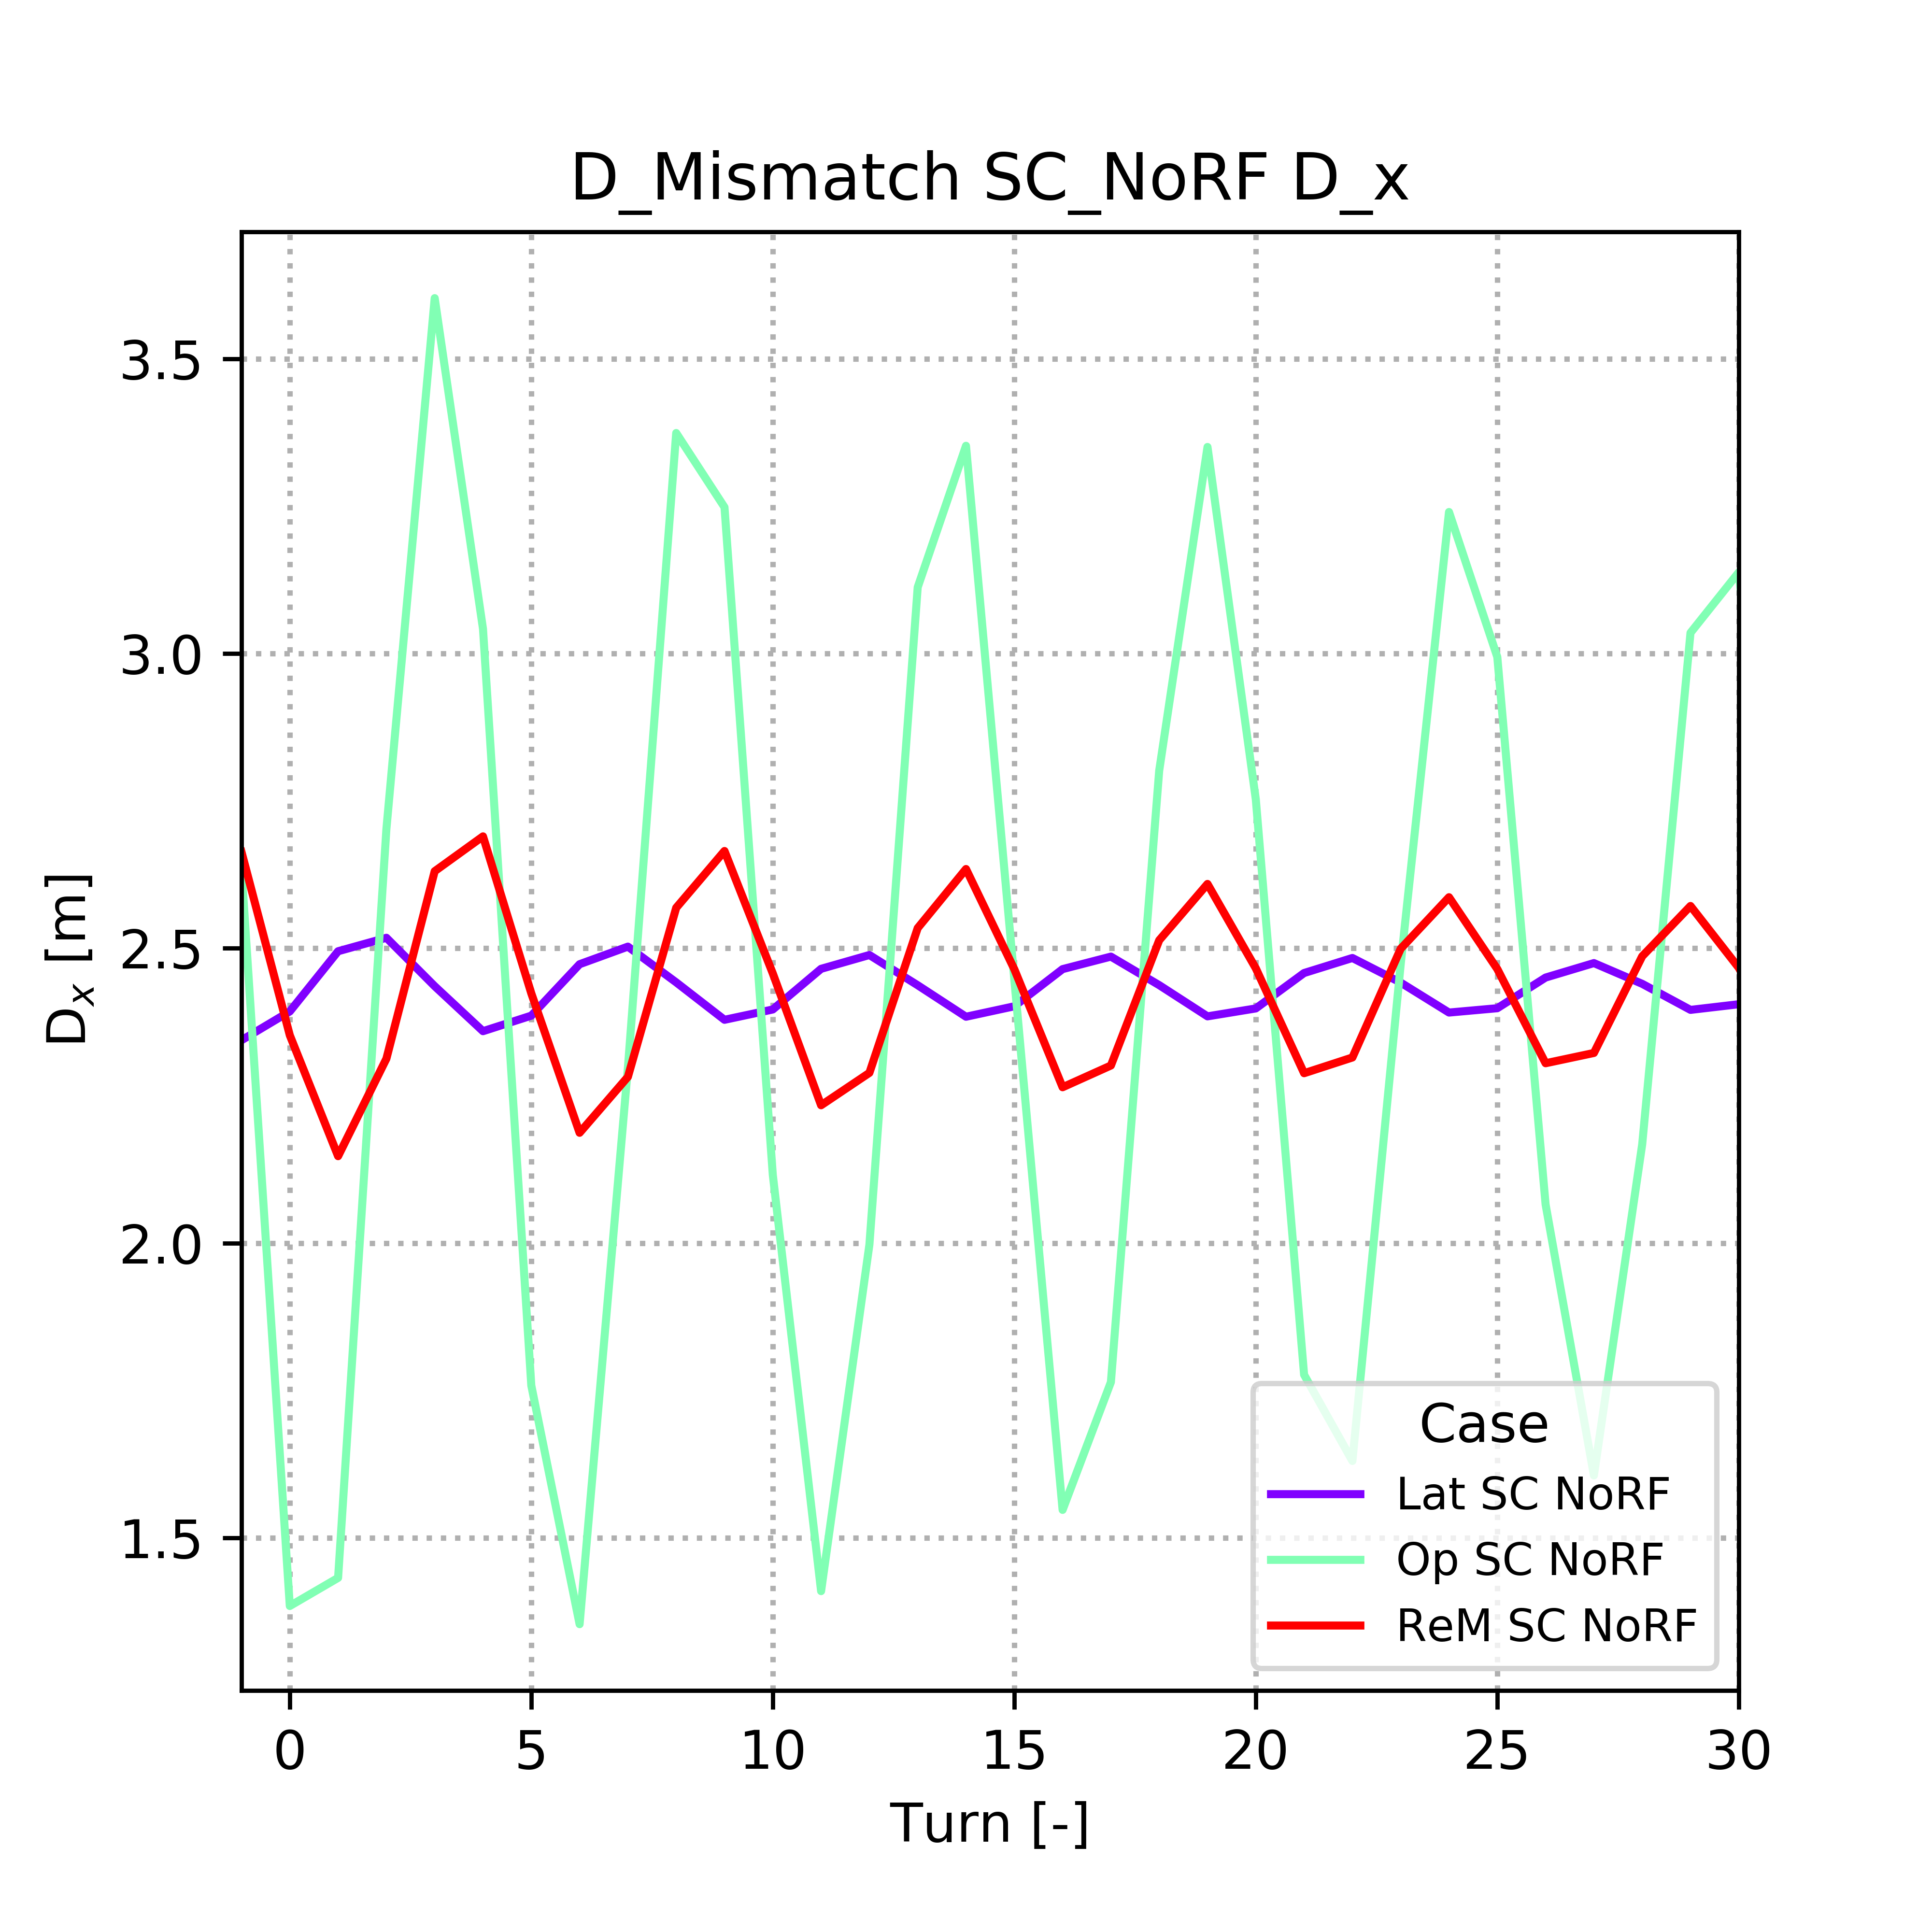 D_Mismatch SC_NoRF D_x
3.5
3.0
2.5
2.0
1.5
Dₓ [m]
0 5 10 15 20 25 30
Turn [-]
Case
Lat SC NoRF
Op SC NoRF
ReM SC NoRF